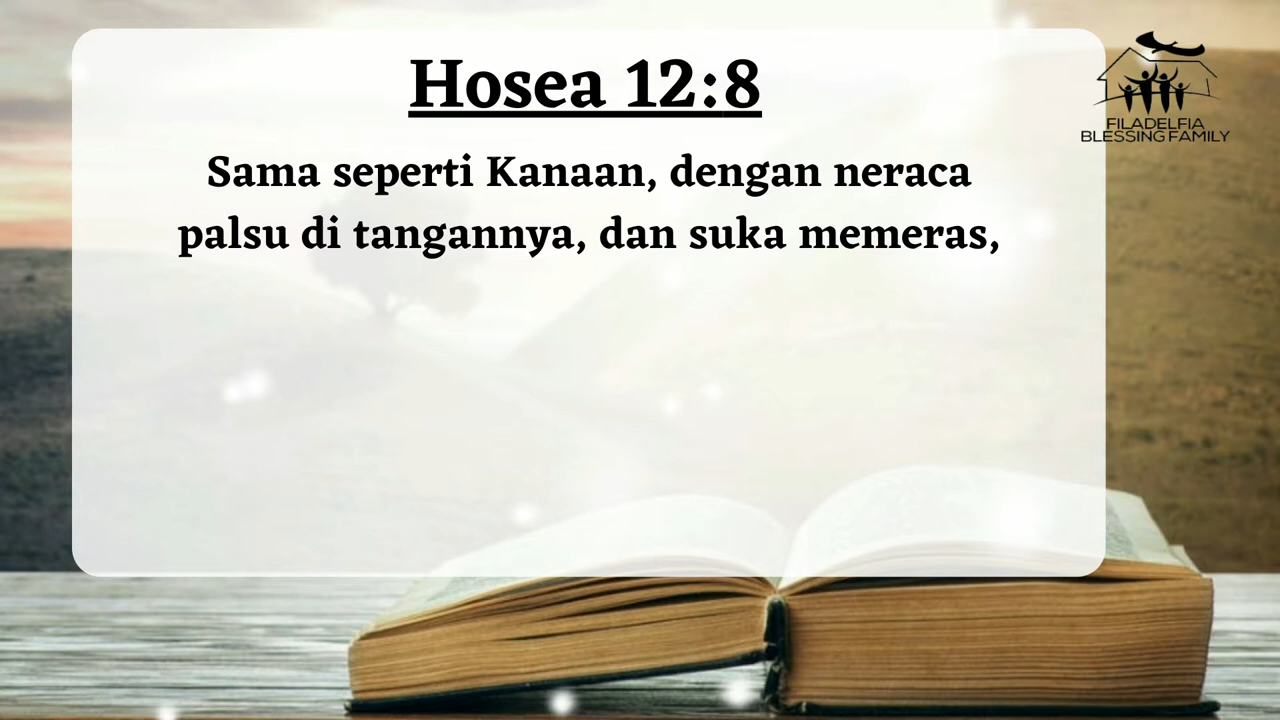 Hosea 12:8
Sama seperti Kanaan, dengan neraca
palsu di tangannya, dan suka memeras,
FILADELFIA
BLESSING FAMILY